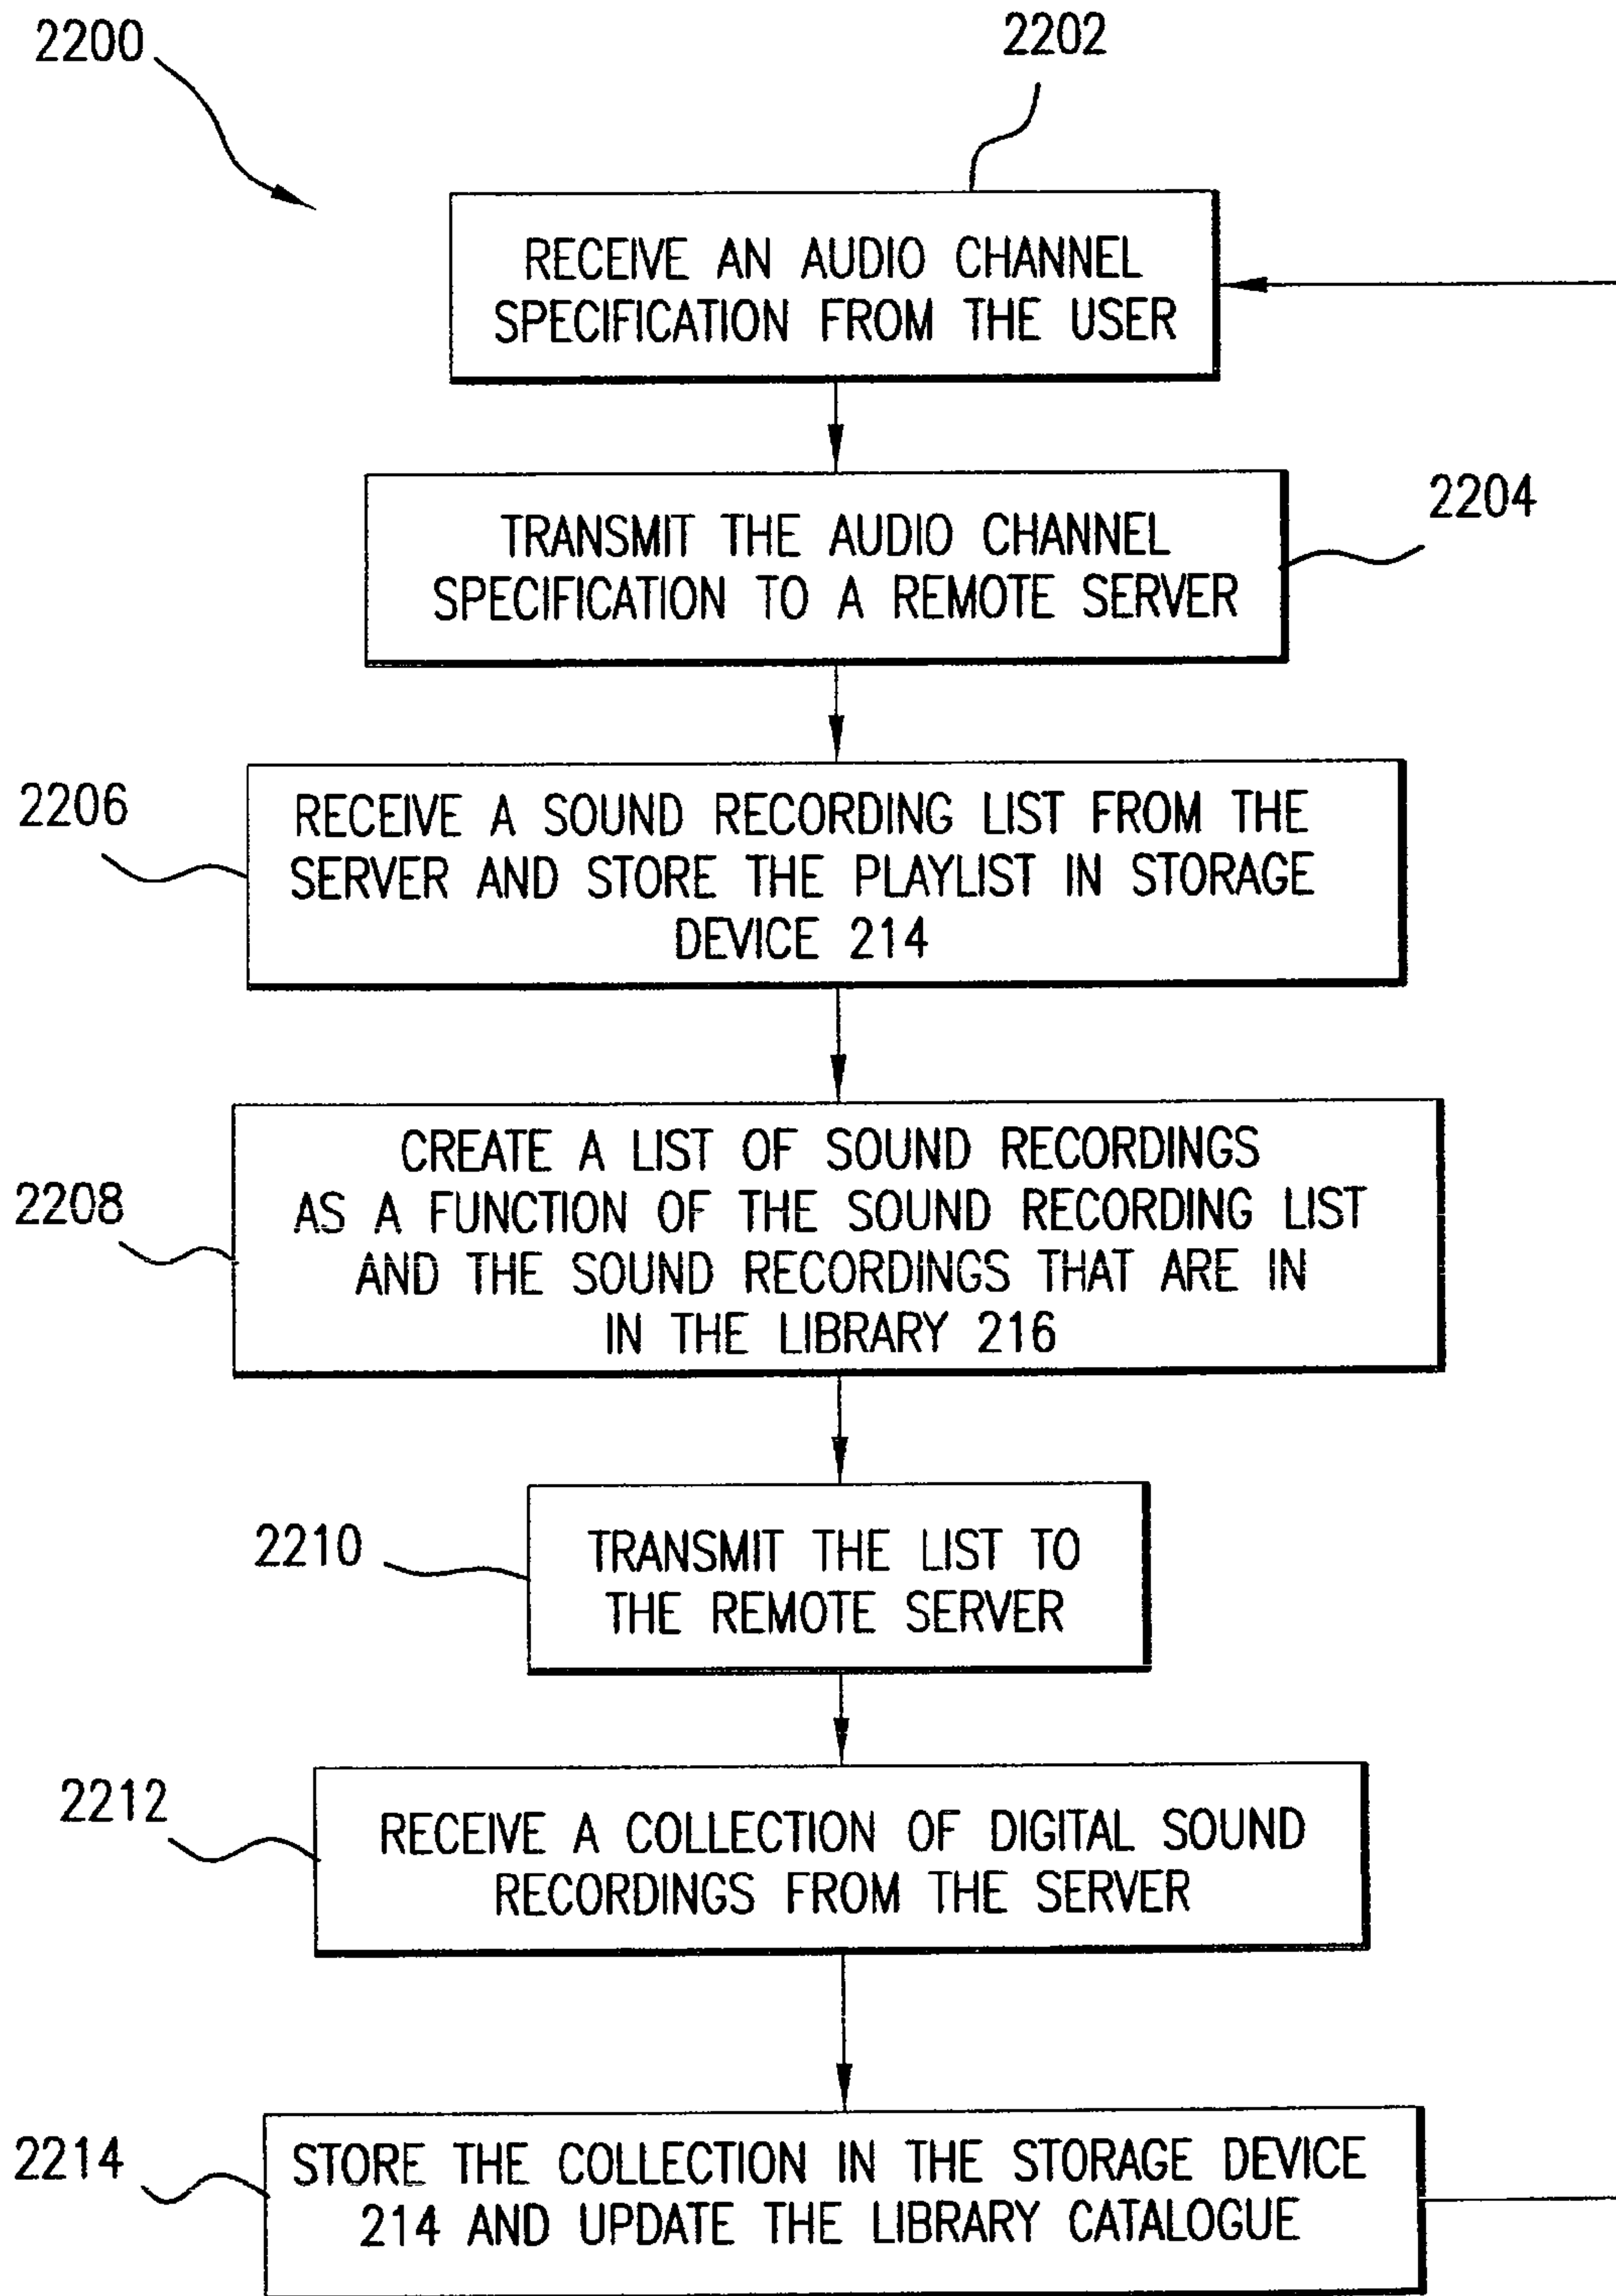 2200
2202
RECEIVE AN AUDIO CHANNEL
SPECIFICATION FROM THE USER
TRANSMIT THE AUDIO CHANNEL
SPECIFICATION TO A REMOTE SERVER
2204
2206
RECEIVE A SOUND RECORDING LIST FROM THE
SERVER AND STORE THE PLAYLIST IN STORAGE
DEVICE 214
2208
CREATE A LIST OF SOUND RECORDINGS
AS A FUNCTION OF THE SOUND RECORDING LIST
AND THE SOUND RECORDINGS THAT ARE IN
IN THE LIBRARY 216
2210
TRANSMIT THE LIST TO
THE REMOTE SERVER
2212
RECEIVE A COLLECTION OF DIGITAL SOUND
RECORDINGS FROM THE SERVER
2214
STORE THE COLLECTION IN THE STORAGE DEVICE
214 AND UPDATE THE LIBRARY CATALOGUE